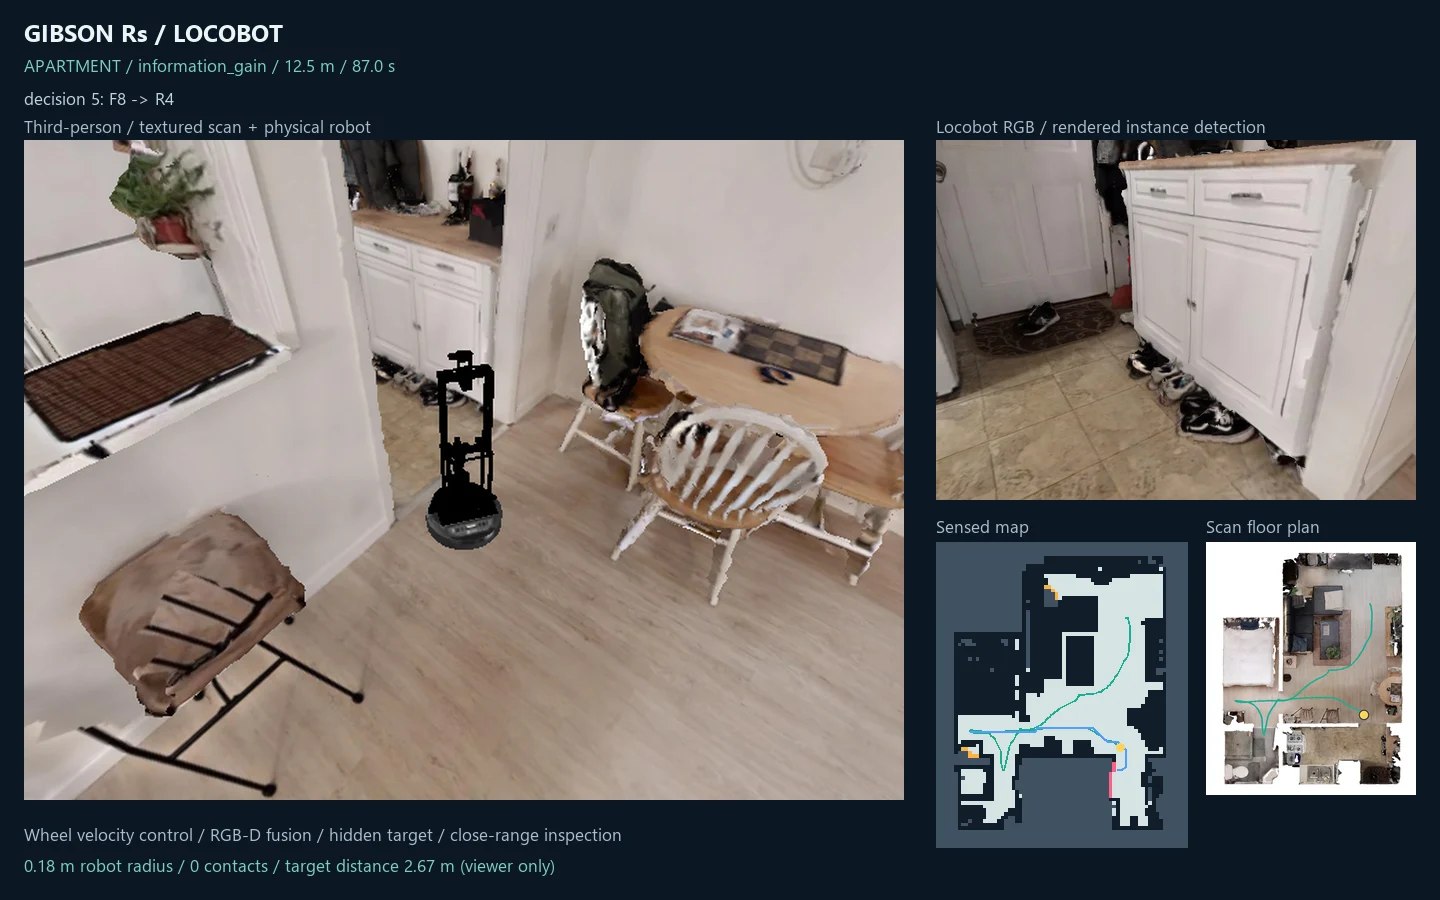 GIBSON Rs / LOCOBOT
APARTMENT / information_gain / 12.5 m / 87.0 s
decision 5: F8 -> R4
Third-person / textured scan + physical robot
Locobot RGB / rendered instance detection
Sensed map
Scan floor plan
Wheel velocity control / RGB-D fusion / hidden target / close-range inspection
0.18 m robot radius / 0 contacts / target distance 2.67 m (viewer only)